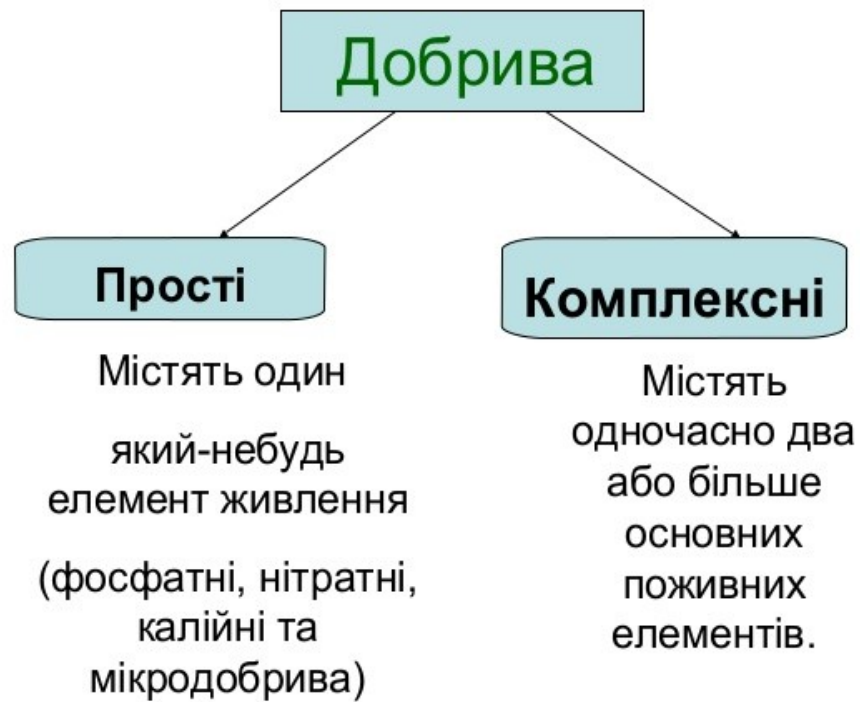 Добрива
Прості
Містять один
який-небудь
елемент живлення
(фосфатні, нітратні,
калійні та
мікродобрива)
Комплексні
Містять
одночасно два
або більше
основних
поживних
елементів.